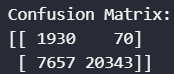 Confusion Matrix:
[[ 1930    70]
 [ 7657 20343]]